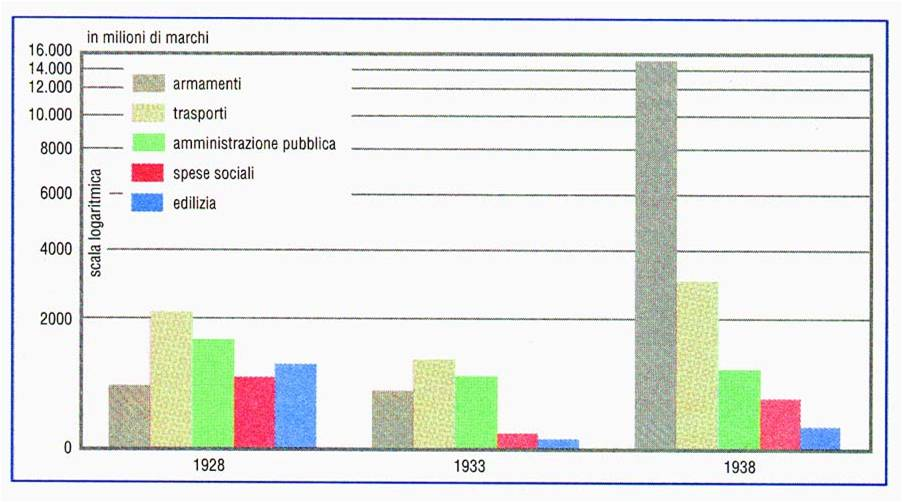 in milioni di marchi
16.000
14.000
12.000
10.000
8000
6000
4000
2000
0
scala logaritmica
armamenti
trasporti
amministrazione pubblica
spese sociali
edilizia
1928
1933
1938